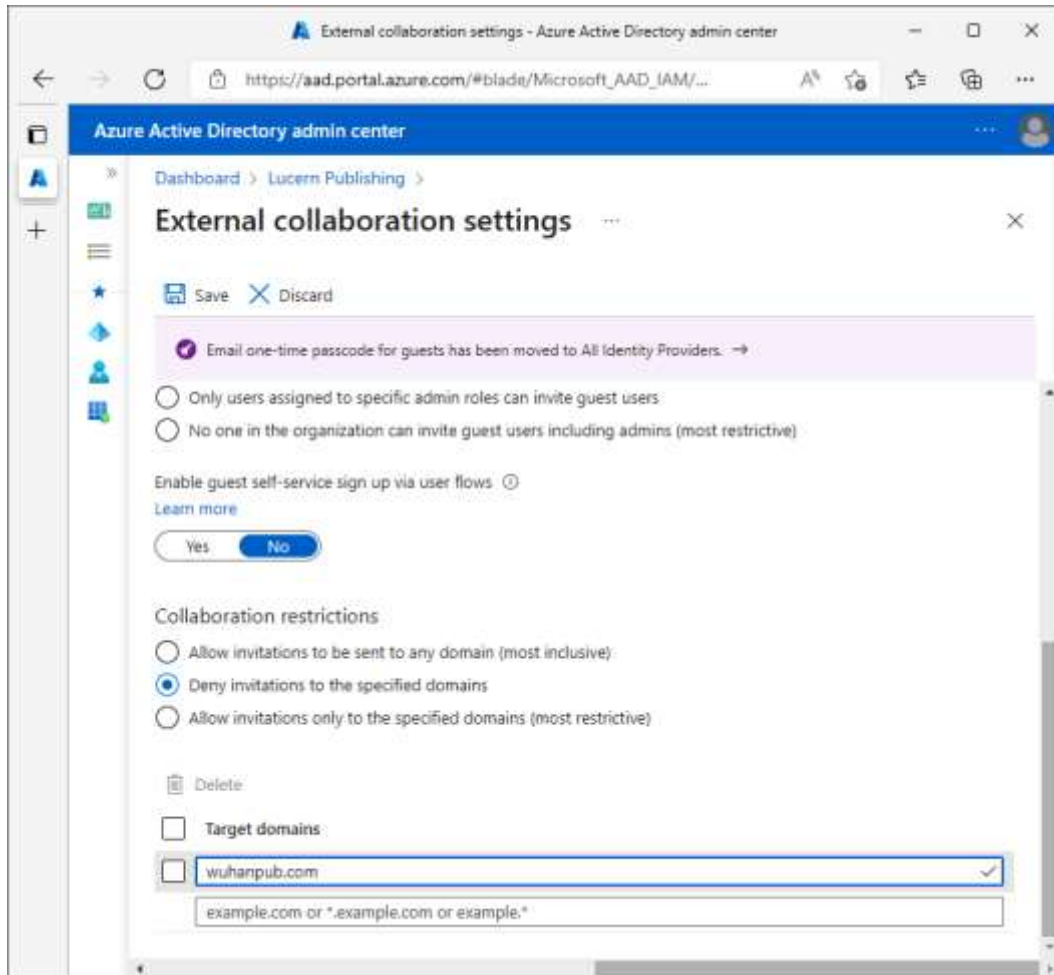 External collaboration settings - Azure Active Directory admin center
https://aad.portal.azure.com/#blade/Microsoft_AAD_IAM/...
Azure Active Directory admin center
Dashboard > Lucern Publishing >
External collaboration settings ...
Save Discard
Email one-time passcode for guests has been moved to All Identity Providers. →
Only users assigned to specific admin roles can invite guest users
No one in the organization can invite guest users including admins (most restrictive)
Enable guest self-service sign up via user flows
Learn more
Yes No
Collaboration restrictions
Allow invitations to be sent to any domain (most inclusive)
Deny invitations to the specified domains
Allow invitations only to the specified domains (most restrictive)
Delete
Target domains
wuhanpub.com
example.com or *.example.com or example.*